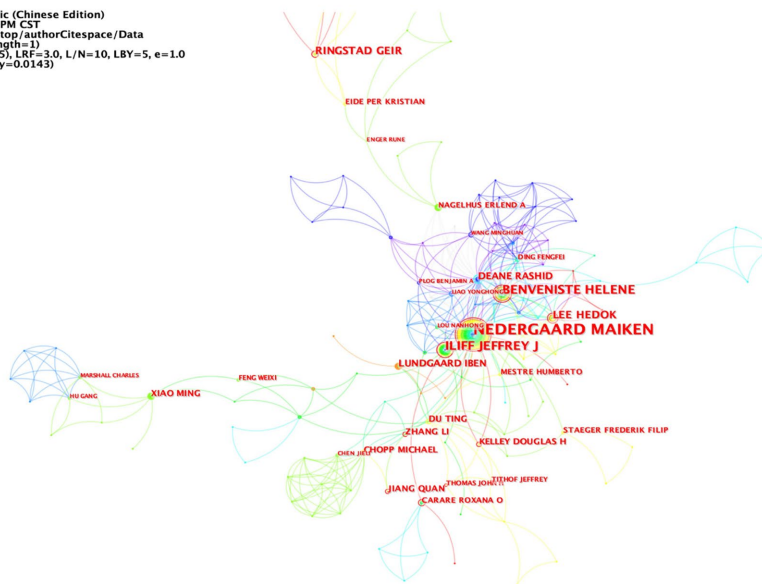 ic (Chinese Edition)
PM CST
top/authorCitespace/Data
ngth=1)
5), LRF=3.0, L/N=10, LBY=5, e=1.0
y=0.0143)
RINGSTAD GEIR
EIDE PER KRISTIAN
ENGER RUNE
NAGELHUS ERLEND A
WANG MINGHUAN
DING FENGFEI
DEANE RASHID
PLOG BENJAMIN A
LIAO YONGHONG
BENVENISTE HELENE
LEE HEDOK
LOU NANHONG
NEDERGAARD MAIKEN
ILIFF JEFFREY J
LUNDGAARD IBEN
MESTRE HUMBERTO
MARSHALL CHARLES
FENG WEIXI
HU GANG
XIAO MING
DU TING
ZHANG LI
STAEGER FREDERIK FILIP
KELLEY DOUGLAS H
CHEN JIELI
CHOPP MICHAEL
THOMAS JOHN H
TITHOF JEFFREY
JIANG QUAN
CARARE ROXANA O